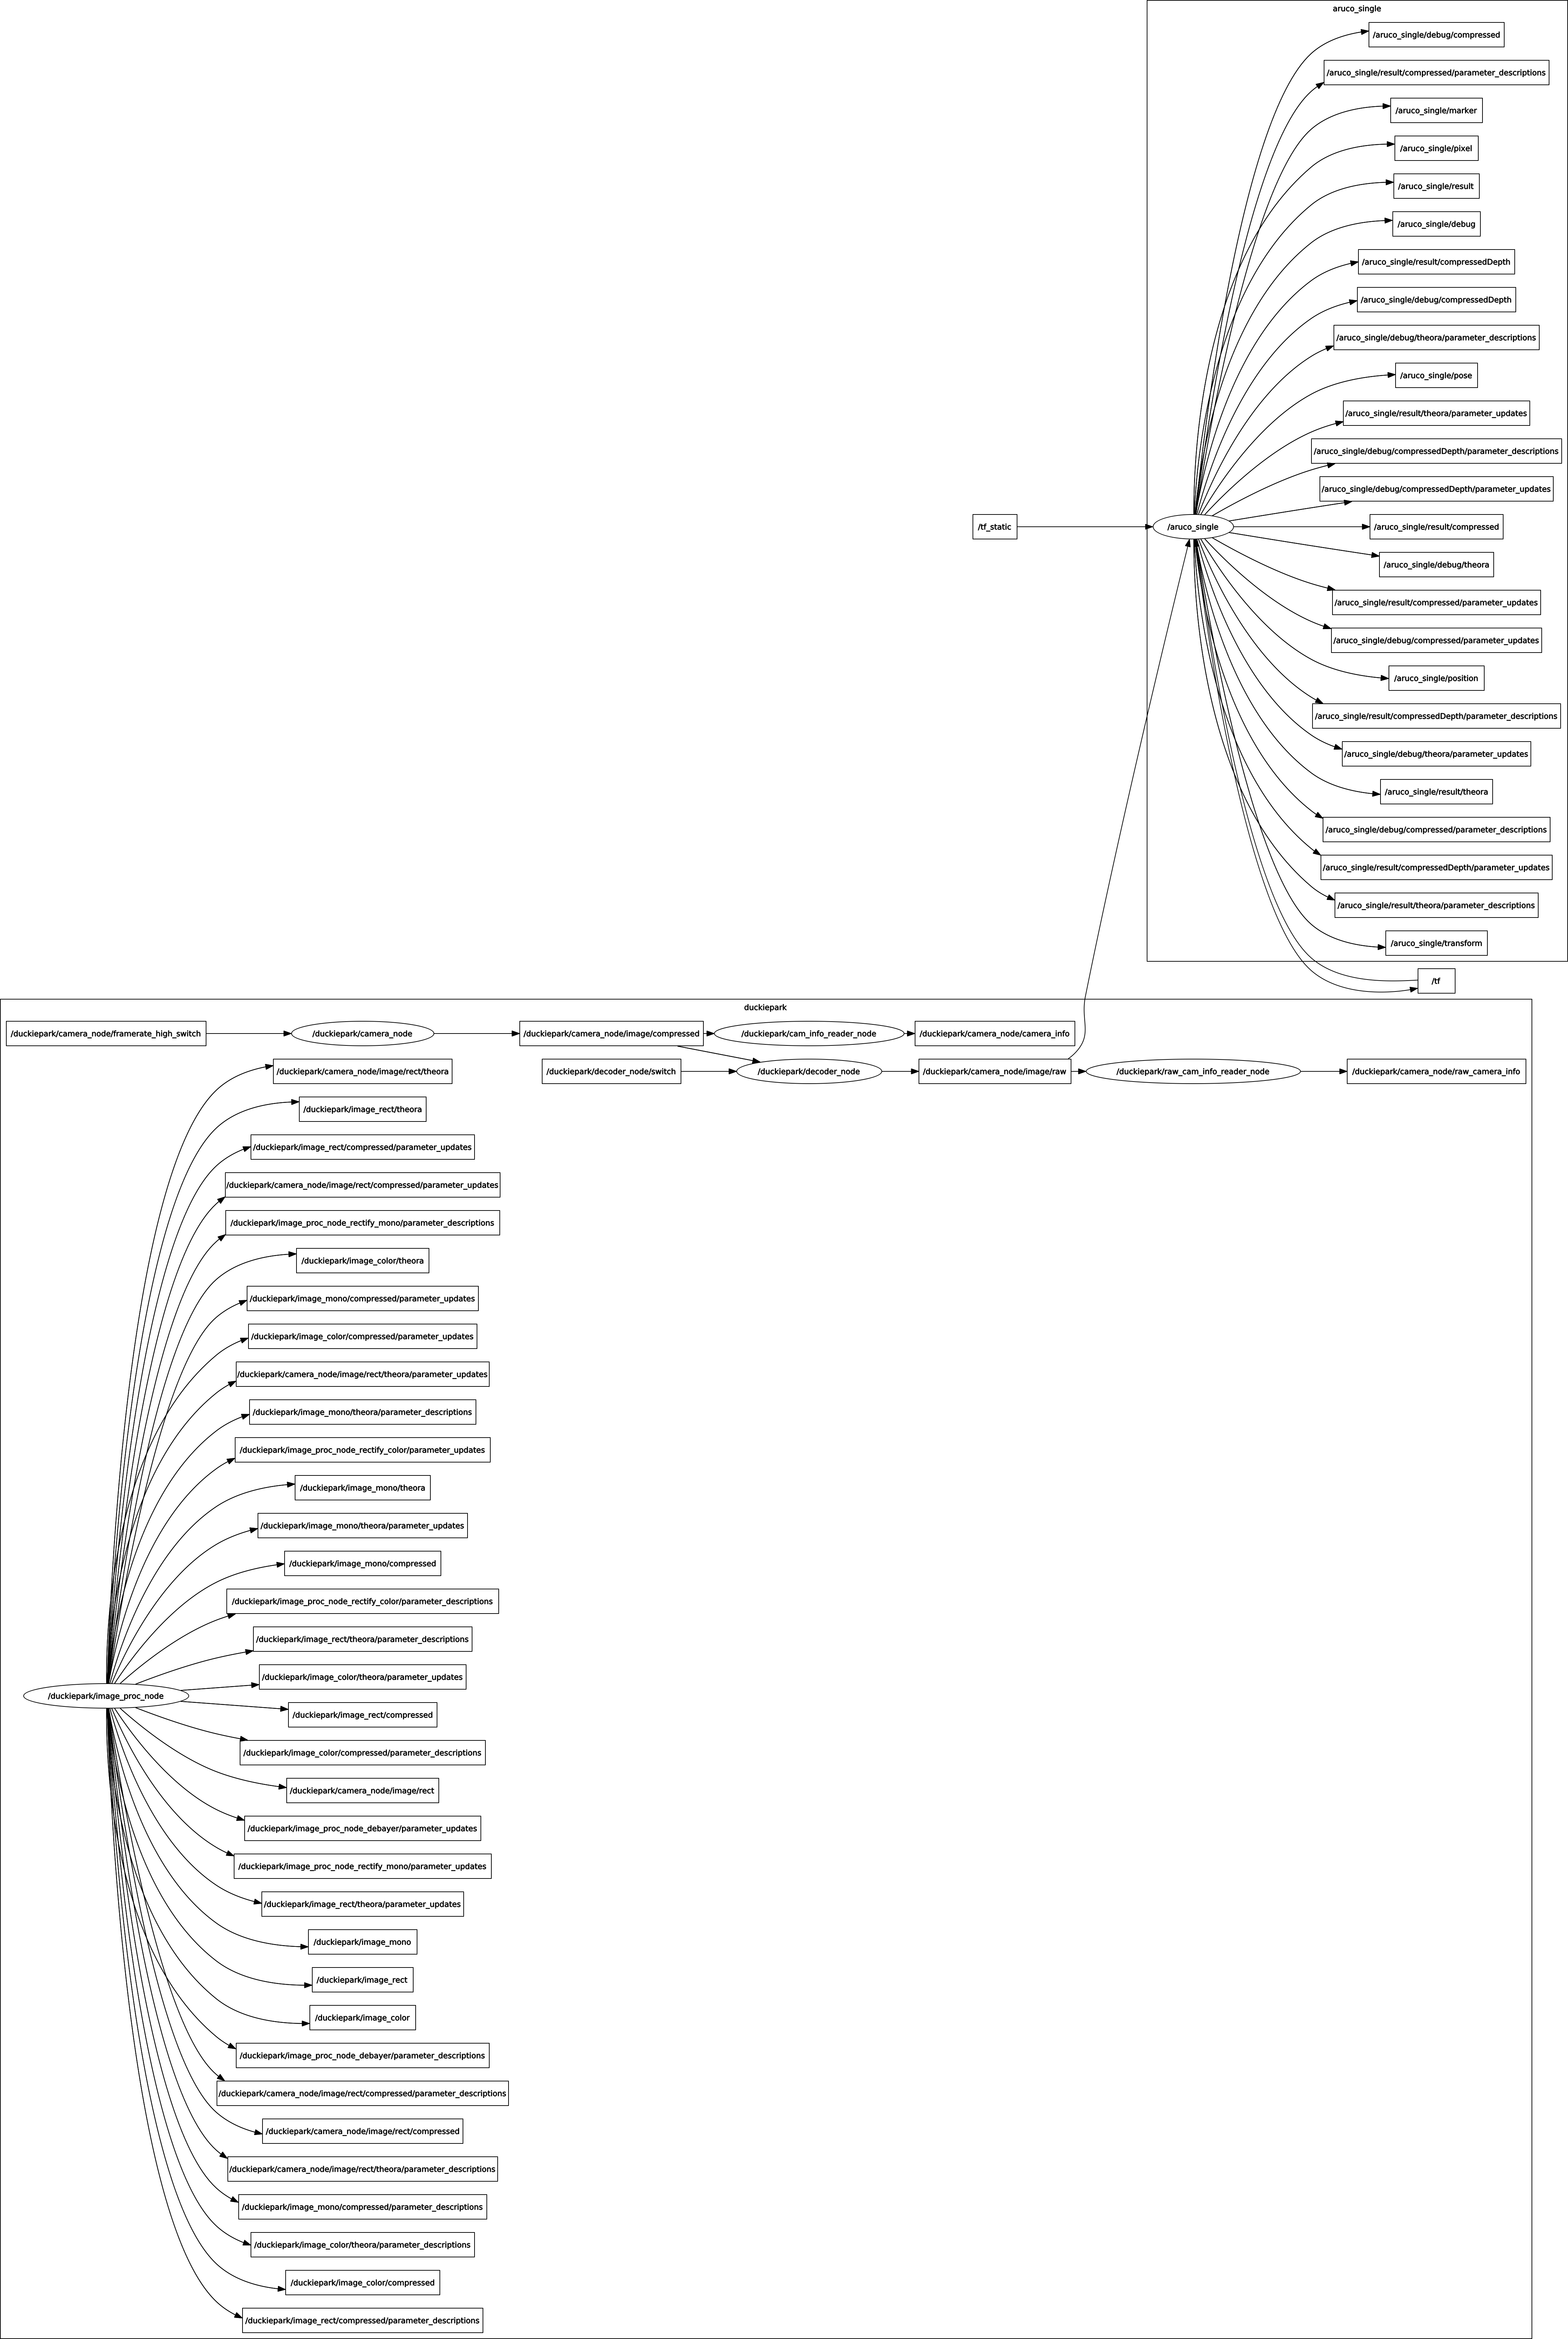 aruco_single
/aruco_single/debug/compressed
/aruco_single/result/compressed/parameter_descriptions
/aruco_single/marker
/aruco_single/pixel
/aruco_single/result
/aruco_single/debug
/aruco_single/result/compressedDepth
/aruco_single/debug/compressedDepth
/aruco_single/debug/theora/parameter_descriptions
/aruco_single/pose
/aruco_single/result/theora/parameter_updates
/aruco_single/debug/compressedDepth/parameter_descriptions
/aruco_single/debug/compressedDepth/parameter_updates
/tf_static
/aruco_single
/aruco_single/result/compressed
/aruco_single/debug/theora
/aruco_single/result/compressed/parameter_updates
/aruco_single/debug/compressed/parameter_updates
/aruco_single/position
/aruco_single/result/compressedDepth/parameter_descriptions
/aruco_single/debug/theora/parameter_updates
/aruco_single/result/theora
/aruco_single/debug/compressed/parameter_descriptions
/aruco_single/result/compressedDepth/parameter_updates
/aruco_single/result/theora/parameter_descriptions
/aruco_single/transform
/tf
duckiepark
/duckiepark/camera_node/framerate_high_switch
/duckiepark/camera_node
/duckiepark/camera_node/image/compressed
/duckiepark/cam_info_reader_node
/duckiepark/camera_node/camera_info
/duckiepark/camera_node/image/rect/theora
/duckiepark/decoder_node/switch
/duckiepark/decoder_node
/duckiepark/camera_node/image/raw
/duckiepark/raw_cam_info_reader_node
/duckiepark/camera_node/raw_camera_info
/duckiepark/image_rect/theora
/duckiepark/image_rect/compressed/parameter_updates
/duckiepark/camera_node/image/rect/compressed/parameter_updates
/duckiepark/image_proc_node_rectify_mono/parameter_descriptions
/duckiepark/image_color/theora
/duckiepark/image_mono/compressed/parameter_updates
/duckiepark/image_color/compressed/parameter_updates
/duckiepark/camera_node/image/rect/theora/parameter_updates
/duckiepark/image_mono/theora/parameter_descriptions
/duckiepark/image_proc_node_rectify_color/parameter_updates
/duckiepark/image_mono/theora
/duckiepark/image_mono/theora/parameter_updates
/duckiepark/image_mono/compressed
/duckiepark/image_proc_node_rectify_color/parameter_descriptions
/duckiepark/image_rect/theora/parameter_descriptions
/duckiepark/image_color/theora/parameter_updates
/duckiepark/image_proc_node
/duckiepark/image_rect/compressed
/duckiepark/image_color/compressed/parameter_descriptions
/duckiepark/camera_node/image/rect
/duckiepark/image_proc_node_debayer/parameter_updates
/duckiepark/image_proc_node_rectify_mono/parameter_updates
/duckiepark/image_rect/theora/parameter_updates
/duckiepark/image_mono
/duckiepark/image_rect
/duckiepark/image_color
/duckiepark/image_proc_node_debayer/parameter_descriptions
/duckiepark/camera_node/image/rect/compressed/parameter_descriptions
/duckiepark/camera_node/image/rect/compressed
/duckiepark/camera_node/image/rect/theora/parameter_descriptions
/duckiepark/image_mono/compressed/parameter_descriptions
/duckiepark/image_color/theora/parameter_descriptions
/duckiepark/image_color/compressed
/duckiepark/image_rect/compressed/parameter_descriptions